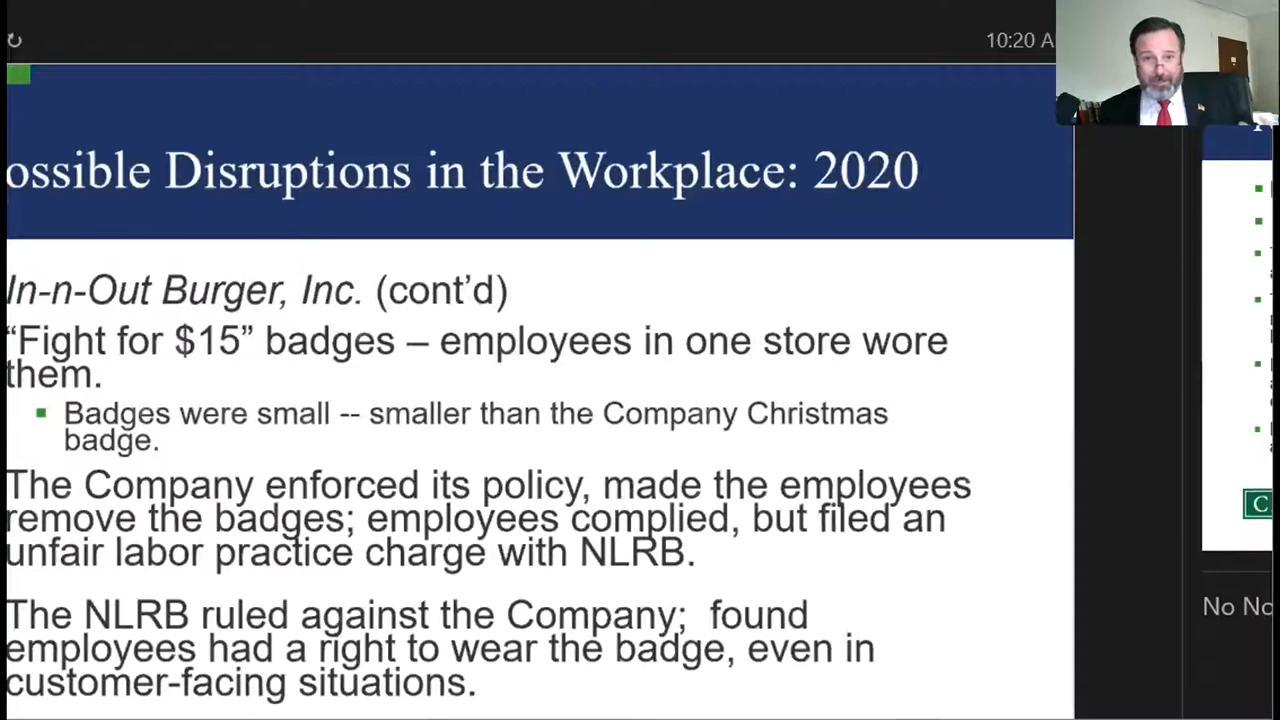 10:20 A
ossible Disruptions in the Workplace: 2020
In-n-Out Burger, Inc. (cont’d)
“Fight for $15” badges – employees in one store wore
them.
Badges were small -- smaller than the Company Christmas
badge.
The Company enforced its policy, made the employees
remove the badges; employees complied, but filed an
unfair labor practice charge with NLRB.
The NLRB ruled against the Company;  found
employees had a right to wear the badge, even in
customer-facing situations.
C
No No